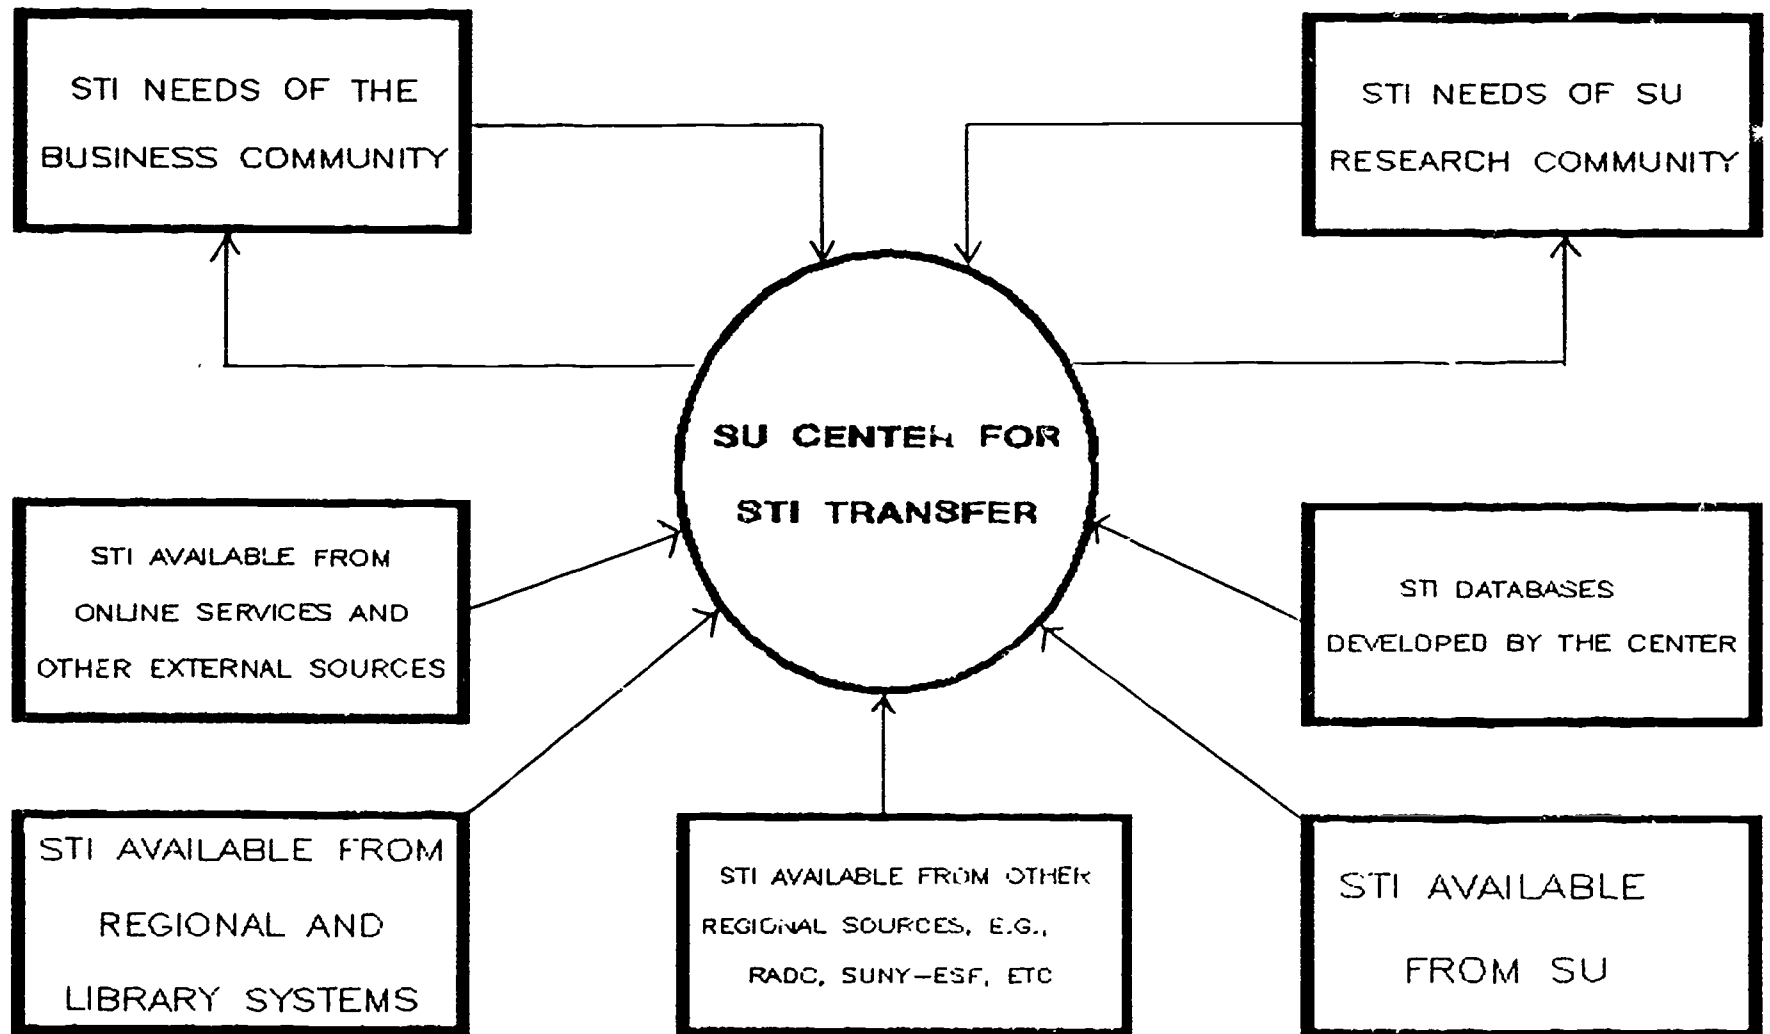 STI NEEDS OF THE
BUSINESS COMMUNITY
STI NEEDS OF SU
RESEARCH COMMUNITY
SU CENTER FOR
STI TRANSFER
STI AVAILABLE FROM
ONLINE SERVICES AND
OTHER EXTERNAL SOURCES
STI DATABASES
DEVELOPED BY THE CENTER
STI AVAILABLE FROM
REGIONAL AND
LIBRARY SYSTEMS
STI AVAILABLE FROM OTHER
REGIONAL SOURCES, E.G.,
RADC, SUNY-ESF, ETC
STI AVAILABLE
FROM SU